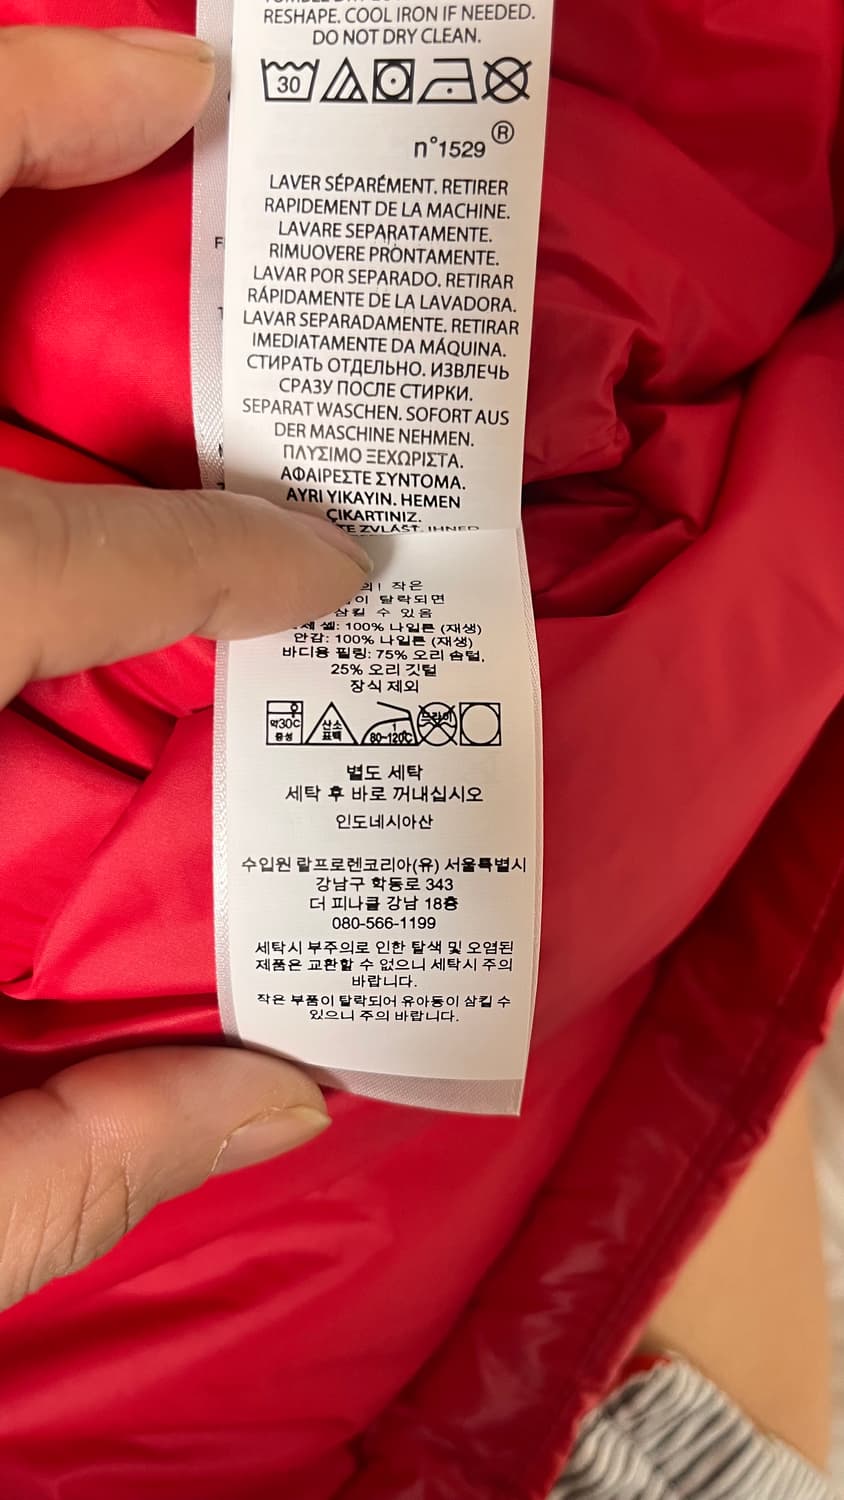 RESHAPE. COOL IRON IF NEEDED.
DO NOT DRY CLEAN.
30
n°1529 ®
LAVER SÉPARÉMENT. RETIRER
RAPIDEMENT DE LA MACHINE.
LAVARE SEPARATAMENTE.
RIMUOVERE PRONTAMENTE.
LAVAR POR SEPARADO. RETIRAR
RÁPIDAMENTE DE LA LAVADORA.
LAVAR SEPARADAMENTE. RETIRAR
IMEDIATAMENTE DA MÁQUINA.
СТИРАТЬ ОТДЕЛЬНО. ИЗВЛЕЧЬ
СРАЗУ ПОСЛЕ СТИРКИ.
SEPARAT WASCHEN. SOFORT AUS
DER MASCHINE NEHMEN.
ΠΛΥΣΙΜΟ ΞΕΧΩΡΙΣΤΑ.
ΑΦΑΙΡΕΣΤΕ ΣΥΝΤΟΜΑ.
AYRI YIKAYIN. HEMEN
ÇIKARTINIZ.
ZVLÁŠŤ. IHNED
작은
탈락되면
삼킬 수 있음
셸: 100% 나일론 (재생)
안감: 100% 나일론 (재생)
바디용 필링: 75% 오리 솜털,
25% 오리 깃털
장식 제외
약30℃ 중성
산소 표백
1 80~120℃
드라이
별도 세탁
세탁 후 바로 꺼내십시오
인도네시아산
수입원 랄프로렌코리아(유) 서울특별시
강남구 학동로 343
더 피나클 강남 18층
080-566-1199
세탁시 부주의로 인한 탈색 및 오염된
제품은 교환할 수 없으니 세탁시 주의
바랍니다.
작은 부품이 탈락되어 유아동이 삼킬 수
있으니 주의 바랍니다.